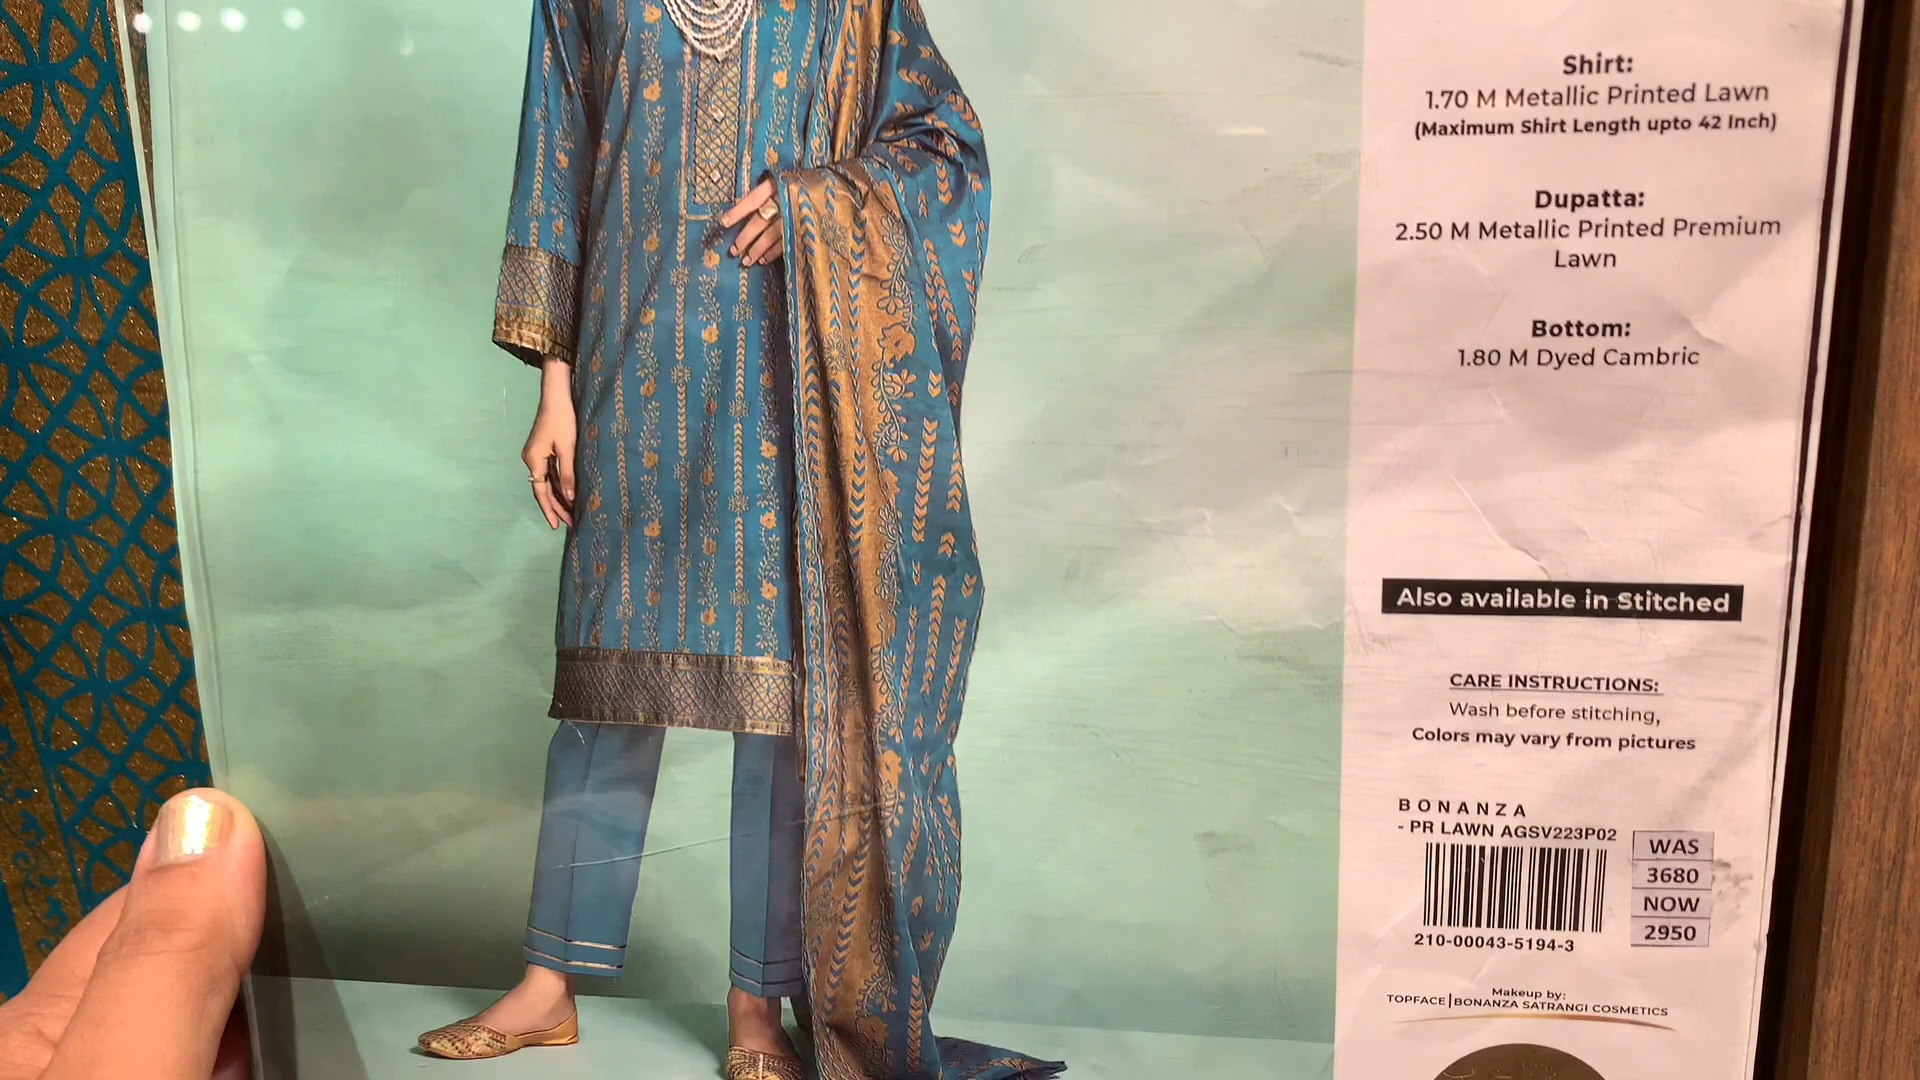 Shirt:
1.70 M Metallic Printed Lawn
(Maximum Shirt Length upto 42 Inch)
Dupatta:
2.50 M Metallic Printed Premium
Lawn
Bottom:
1.80 M Dyed Cambric
Also available in Stitched
CARE INSTRUCTIONS:
Wash before stitching,
Colors may vary from pictures
BONANZA
- PR LAWN AGSV223P02
210-00043-5194-3
WAS
3680
NOW
2950
Makeup by:
TOPFACE|BONANZA SATRANGI COSMETICS